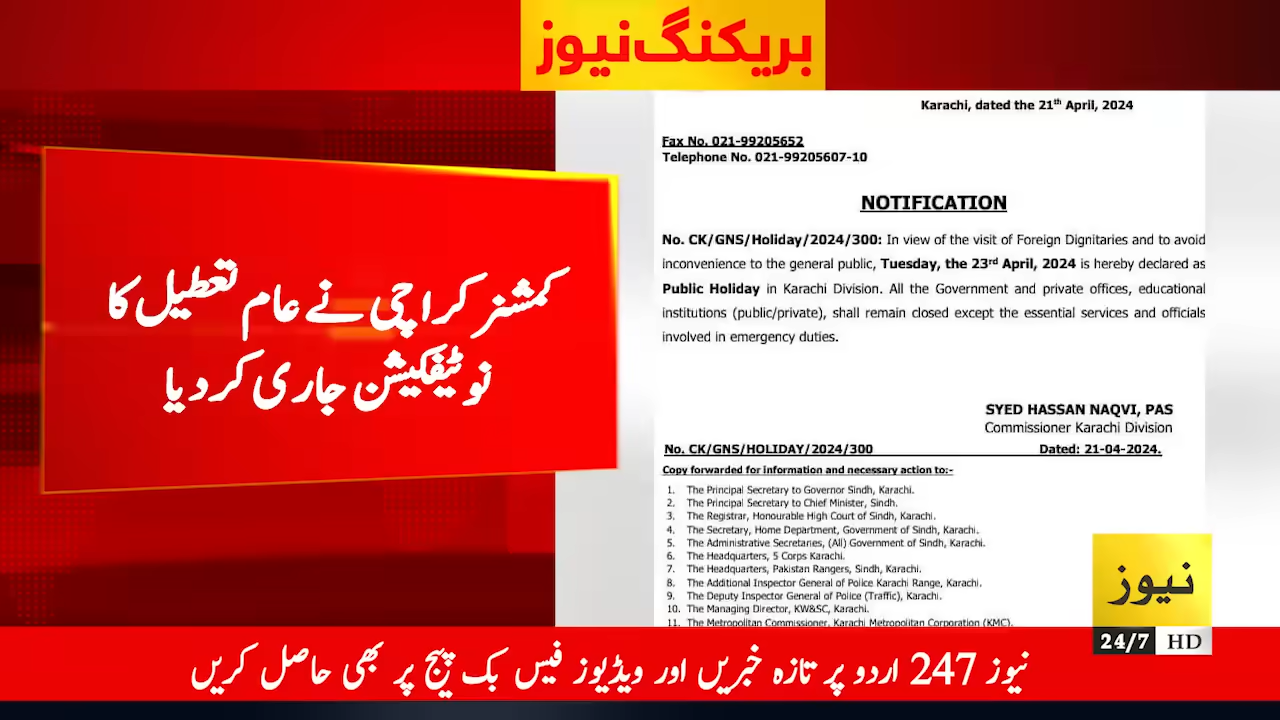 بریکنگ نیوز
کمشنر کراچی نے عام تعطیل کا
نوٹیفکیشن جاری کر دیا
Karachi, dated the 21th April, 2024
Fax No. 021-99205652
Telephone No. 021-99205607-10
NOTIFICATION
No. CK/GNS/Holiday/2024/300: In view of the visit of Foreign Dignitaries and to avoid
inconvenience to the general public, Tuesday, the 23rd April, 2024 is hereby declared as
Public Holiday in Karachi Division. All the Government and private offices, educational
institutions (public/private), shall remain closed except the essential services and officials
involved in emergency duties.
SYED HASSAN NAQVI, PAS
Commissioner Karachi Division
No. CK/GNS/HOLIDAY/2024/300 Dated: 21-04-2024.
Copy forwarded for information and necessary action to:-
1. The Principal Secretary to Governor Sindh, Karachi.
2. The Principal Secretary to Chief Minister, Sindh.
3. The Registrar, Honourable High Court of Sindh, Karachi.
4. The Secretary, Home Department, Government of Sindh, Karachi.
5. The Administrative Secretaries, (All) Government of Sindh, Karachi.
6. The Headquarters, 5 Corps Karachi.
7. The Headquarters, Pakistan Rangers, Sindh, Karachi.
8. The Additional Inspector General of Police Karachi Range, Karachi.
9. The Deputy Inspector General of Police (Traffic), Karachi.
10. The Managing Director, KW&SC, Karachi.
11. The Metropolitan Commissioner, Karachi Metropolitan Corporation (KMC).
نیوز
24/7 HD
نیوز 247 اردو پر تازہ خبریں اور ویڈیوز فیس بک پیج پر بھی حاصل کریں